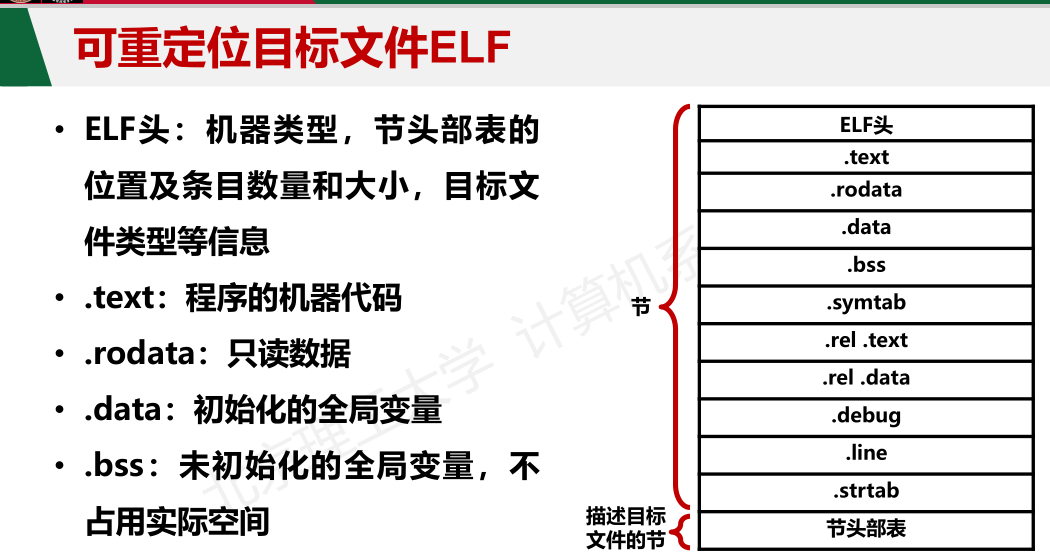 可重定位目标文件ELF
• ELF头：机器类型，节头部表的
位置及条目数量和大小，目标文
件类型等信息
• .text：程序的机器代码
• .rodata：只读数据
• .data：初始化的全局变量
• .bss：未初始化的全局变量，不
占用实际空间
节
描述目标
文件的节
ELF头
.text
.rodata
.data
.bss
.symtab
.rel .text
.rel .data
.debug
.line
.strtab
节头部表
北京理工大学 计算机系